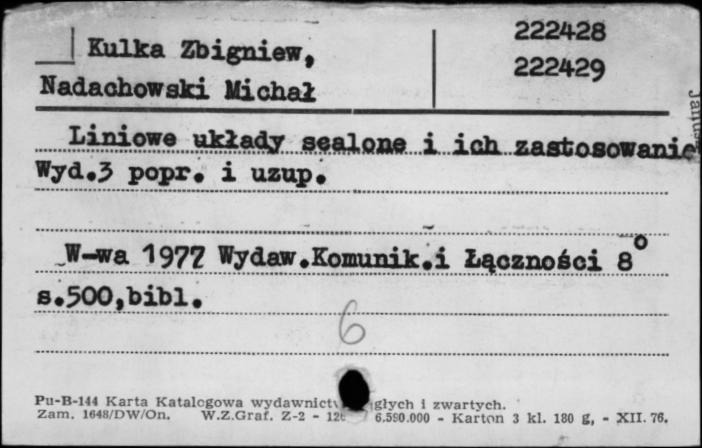 Kulka Zbigniew,
Nadachowski Michał
222428
222429
Liniowe układy scalone i ich zastosowanie
Wyd.3 popr. i uzup.
W-wa 1977 Wydaw.Komunik.i Łączności 8°
s.500,bibl.
6
Pu-B-144 Karta Katalogowa i zwartych.
Zam. 1648/DW/On. W.Z.Graf. Z-2 - 6.590.000 - Karton 3 kl. 180 g, - XII. 76.